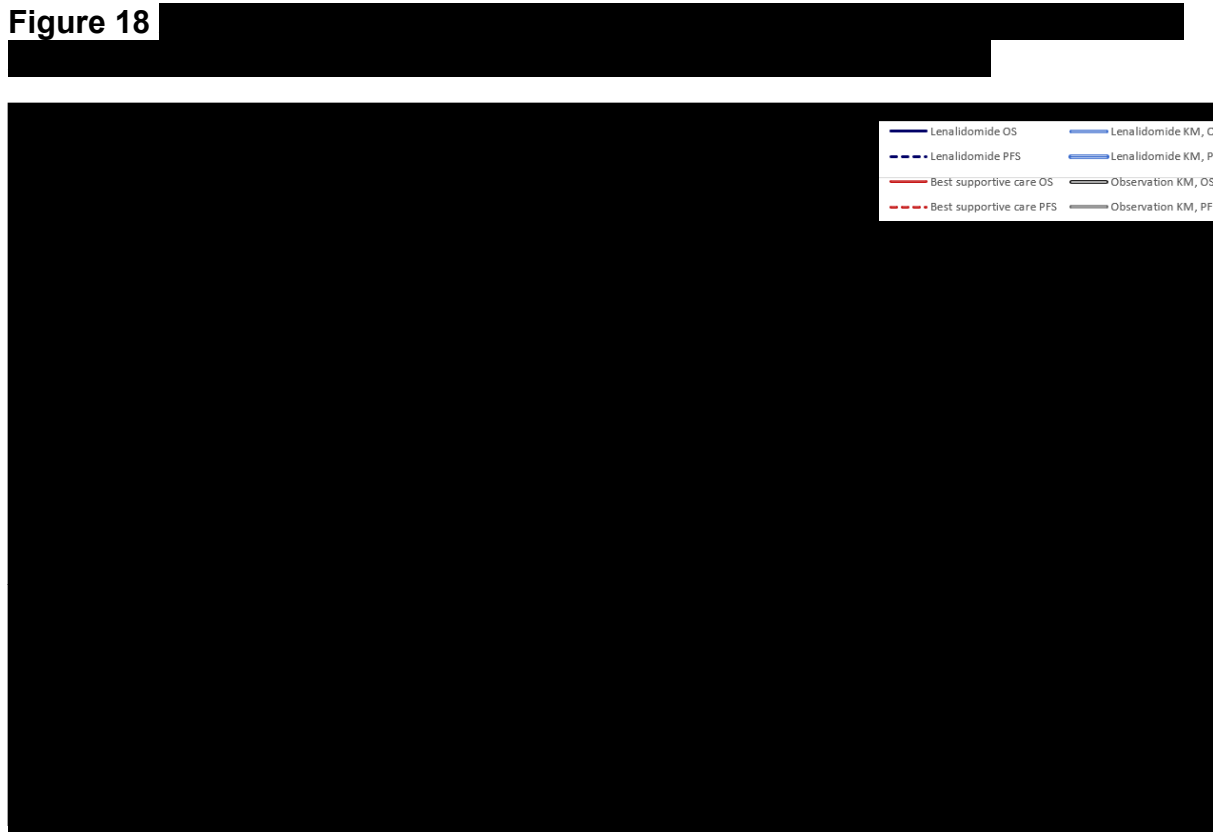 Figure 18
Lenalidomide OS Lenalidomide KM, O
Lenalidomide PFS Lenalidomide KM, P
Best supportive care OS Observation KM, OS
Best supportive care PFS Observation KM, PF